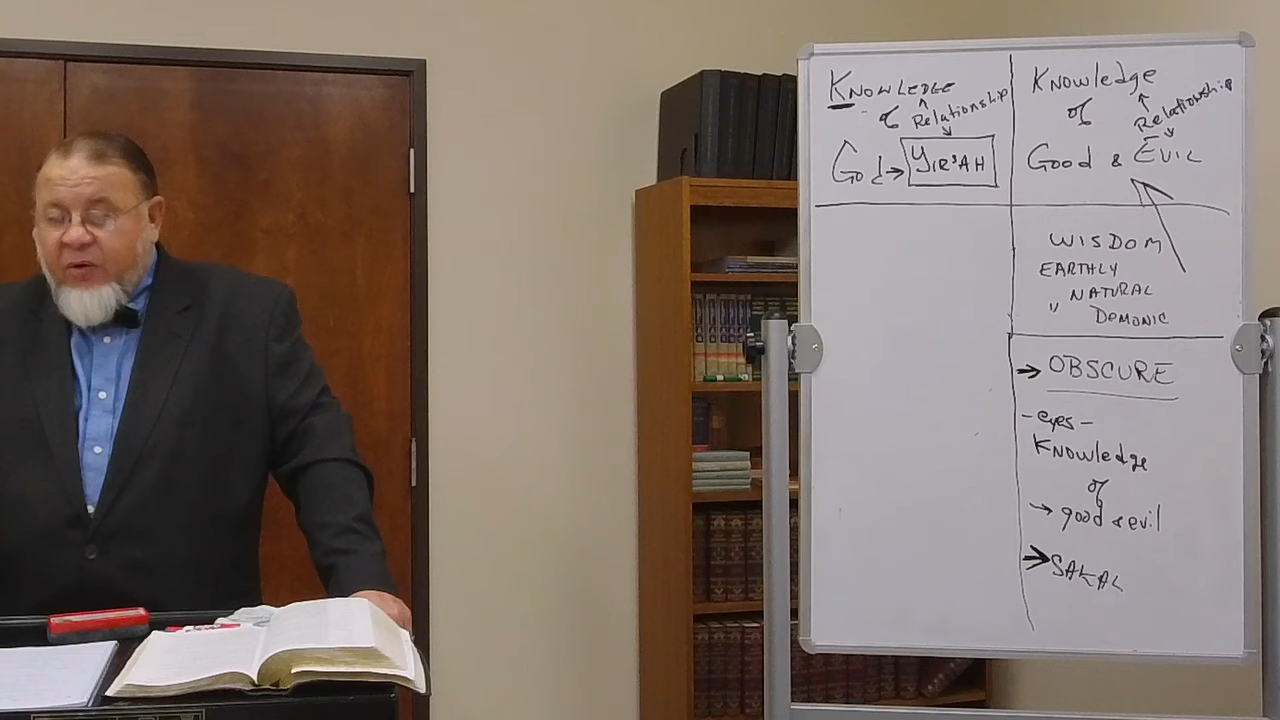 KNOWLEDGE
of Relationship
God → YIR'AH
Knowledge
of Relationship
Good & EVIL
WISDOM
EARTHLY
" NATURAL
DEMONIC
→ OBSCURE
- eyes -
Knowledge
of
→ good & evil
→ SAKAL